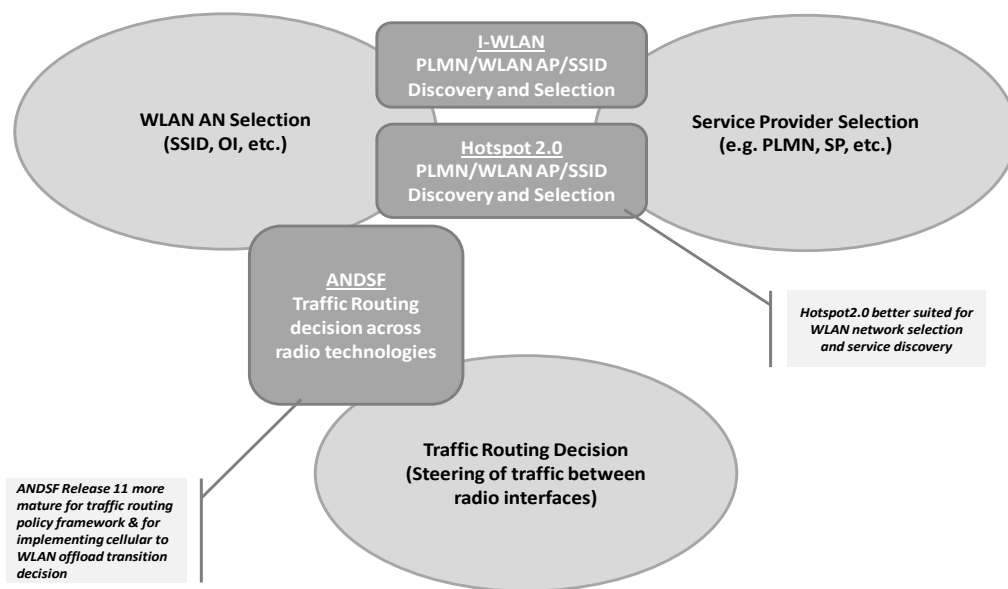 I-WLAN
PLMN/WLAN AP/SSID
Discovery and Selection
WLAN AN Selection
(SSID, OI, etc.)
Service Provider Selection
(e.g. PLMN, SP, etc.)
Hotspot 2.0
PLMN/WLAN AP/SSID
Discovery and Selection
ANDSF
Traffic Routing
decision across
radio technologies
Hotspot2.0 better suited for
WLAN network selection
and service discovery
Traffic Routing Decision
(Steering of traffic between
radio interfaces)
ANDSF Release 11 more
mature for traffic routing
policy framework & for
implementing cellular to
WLAN offload transition
decision